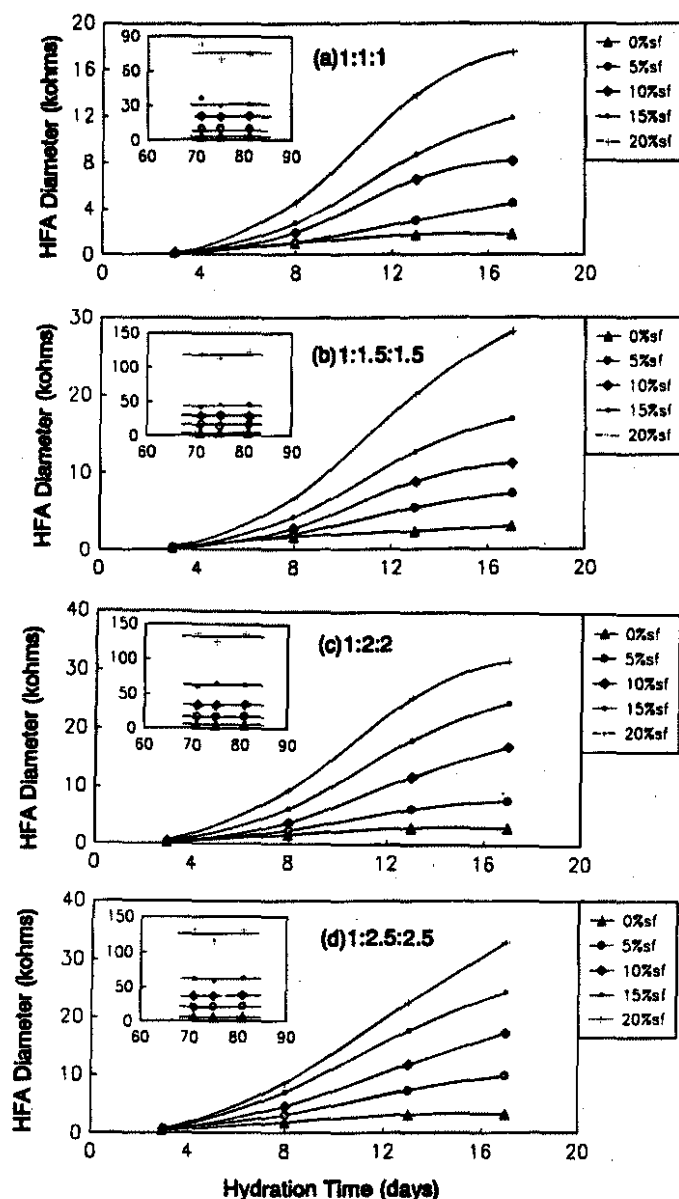 HFA Diameter (kohms)
20
16
12
8
4
0
90
60
30
0
60 70 80 90
(a)1:1:1
0%sf
5%sf
10%sf
15%sf
20%sf
0 4 8 12 16 20
HFA Diameter (kohms)
30
20
10
0
150
100
50
0
60 70 80 90
(b)1:1.5:1.5
0%sf
5%sf
10%sf
15%sf
20%sf
0 4 8 12 16 20
HFA Diameter (kohms)
40
30
20
10
0
150
100
50
0
60 70 80 90
(c)1:2:2
0%sf
5%sf
10%sf
15%sf
20%sf
0 4 8 12 16 20
HFA Diameter (kohms)
40
30
20
10
0
150
100
50
0
60 70 80 90
(d)1:2.5:2.5
0%sf
5%sf
10%sf
15%sf
20%sf
0 4 8 12 16 20
Hydration Time (days)